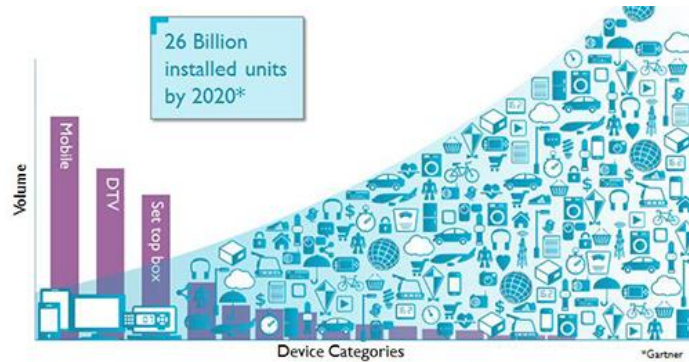 26 Billion
installed units
by 2020*
Volume
Mobile
DTV
Set top box
Device Categories
*Gartner